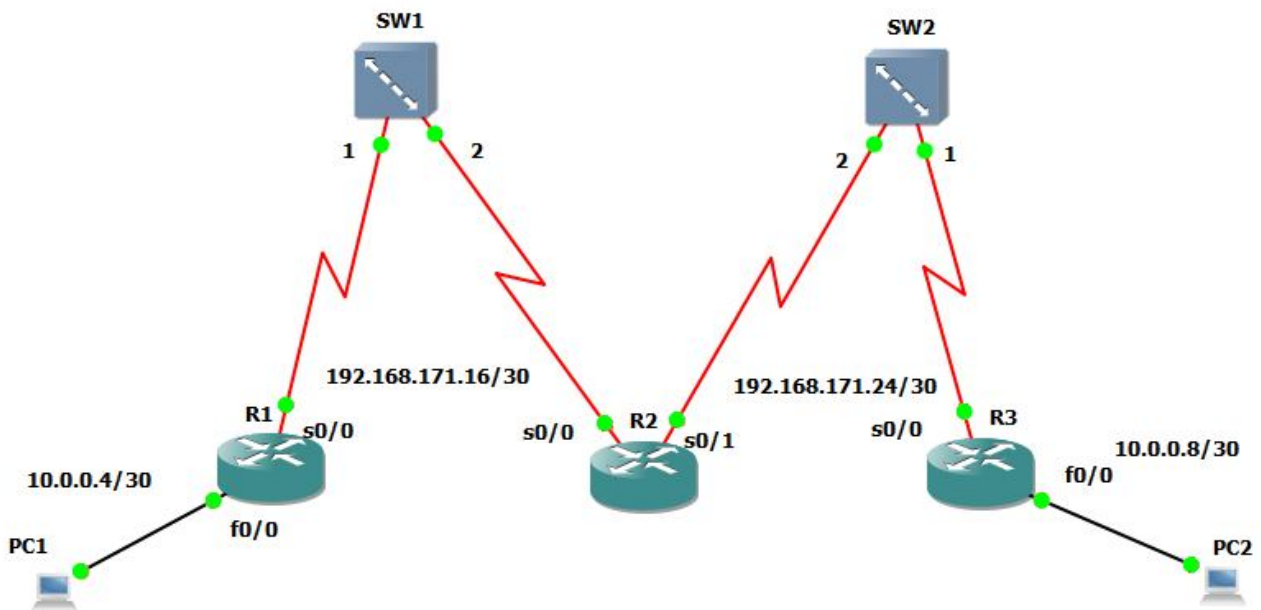 SW1
SW2
1
2
2
1
192.168.171.16/30
192.168.171.24/30
R1
s0/0
s0/0
R2
s0/1
s0/0
R3
10.0.0.4/30
10.0.0.8/30
f0/0
f0/0
PC1
PC2